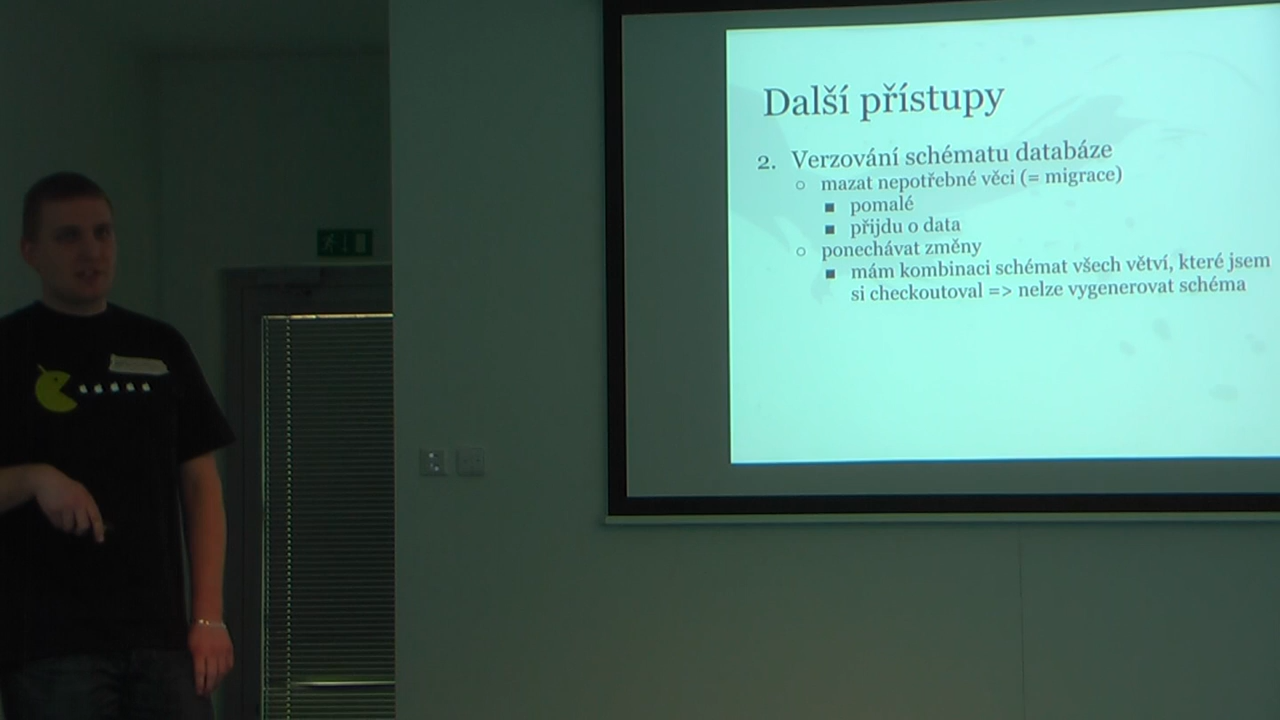 Další přístupy
2. Verzování schématu databáze
○ mazat nepotřebné věci (= migrace)
■ pomalé
■ přijdu o data
○ ponechávat změny
■ mám kombinaci schémat všech větví, které jsem
si checkoutoval => nelze vygenerovat schéma